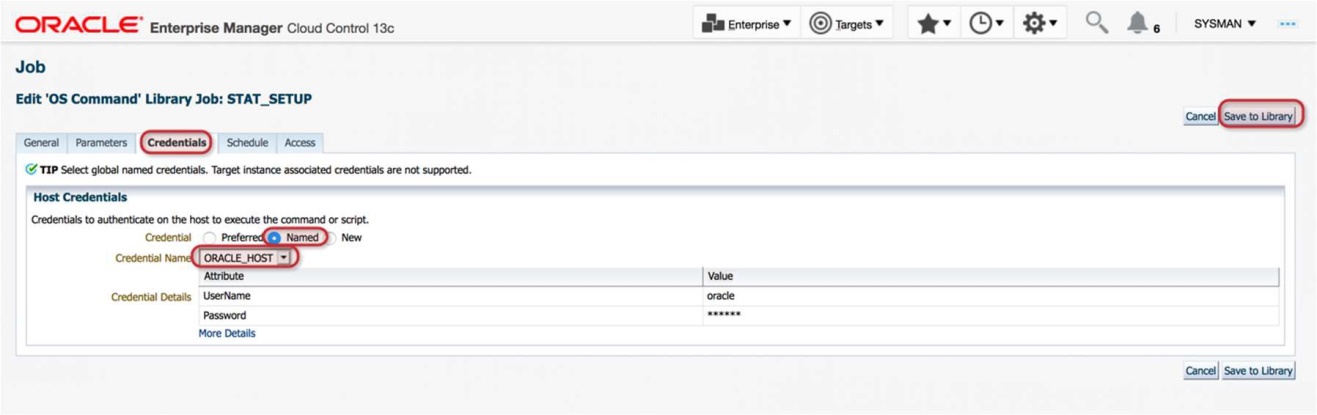 ORACLE Enterprise Manager Cloud Control 13c Enterprise Targets 6 SYSMAN
Job
Edit 'OS Command' Library Job: STAT_SETUP
Cancel Save to Library
General Parameters Credentials Schedule Access
TIP Select global named credentials. Target instance associated credentials are not supported.
Host Credentials
Credentials to authenticate on the host to execute the command or script.
Credential Preferred Named New
Credential Name ORACLE_HOST
Attribute Value
Credential Details UserName oracle
Password ******
More Details
Cancel Save to Library